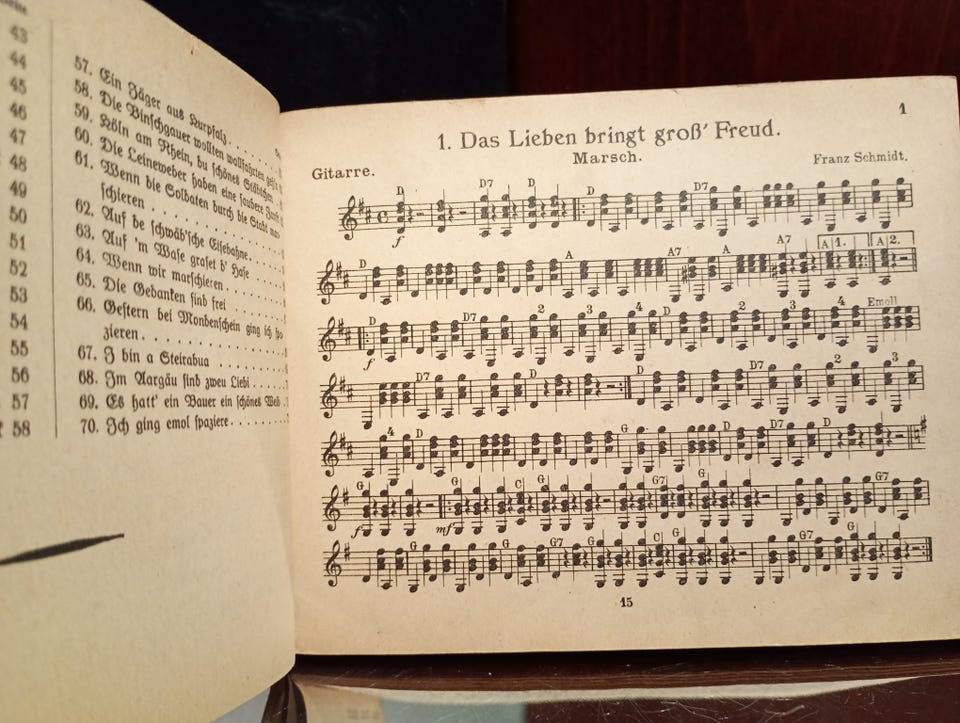 43
44
45
46
47
48
49
50
51
52
53
54
55
56
57
58
57. Ein Jäger aus Kurpfalz
58. Die Binschgauer wollten wallfahrten
59. Köln am Rhein, du schönes Städtchen
60. Die Leineweber haben eine saubere Zunft
61. Wenn die Soldaten durch die Stadt
schieren
62. Auf de schwäb'sche Eisebahne
63. Auf 'm Wase graset d' Hase
64. Wenn wir marschieren
65. Die Gedanken sind frei
66. Gestern bei Mondenschein ging ich spa-
zieren
67. I bin a Steirabua
68. Im Aargäu sind zweu Liebi
69. Es hatt' ein Bauer ein schönes Weib
70. Ich ging emol spaziere
1
1. Das Lieben bringt groß' Freud.
Marsch.
Gitarre.
Franz Schmidt.
D D7 D D D7
f
D A A7 A A7 A 1. A 2.
D D7 2 3 4 D 2 3 4 Emoll
f
D7 D D D7 2 3
4 D G D D7 D
G G C G G7 G G7
f mf
G G G7 G C G G7 G
15